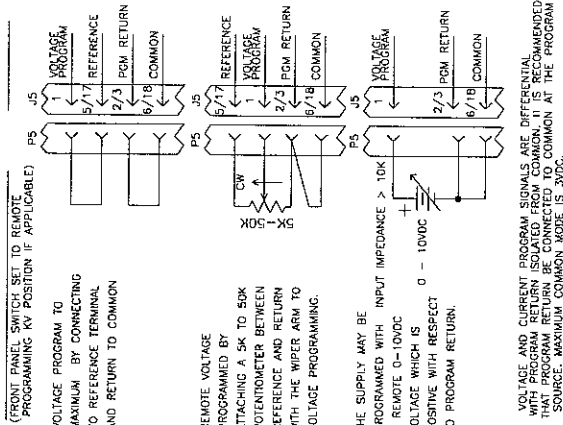 (FRONT PANEL SWITCH SET TO REMOTE
PROGRAMMING KV POSITION IF APPLICABLE)
VOLTAGE PROGRAM TO
MAXIMUM BY CONNECTING
TO REFERENCE TERMINAL
AND RETURN TO COMMON
P5
J5
1
VOLTAGE
PROGRAM
5/17
REFERENCE
2/3
PGM RETURN
6/18
COMMON
REMOTE VOLTAGE
PROGRAMMED BY
ATTACHING A 5K TO 50K
POTENTIOMETER BETWEEN
REFERENCE AND RETURN
WITH THE WIPER ARM TO
VOLTAGE PROGRAMMING.
5K-50K
CW
P5
J5
5/17
REFERENCE
1
VOLTAGE
PROGRAM
2/3
PGM RETURN
6/18
COMMON
HE SUPPLY MAY BE
ROGRAMMED WITH INPUT IMPEDANCE > 10K
REMOTE 0-10VDC
OLTAGE WHICH IS
OSITIVE WITH RESPECT
O PROGRAM RETURN.
+
0 - 10VDC
P5
J5
1
VOLTAGE
PROGRAM
2/3
PGM RETURN
6/18
COMMON
VOLTAGE AND CURRENT PROGRAM SIGNALS ARE DIFFERENTIAL
WITH PROGRAM RETURN ISOLATED FROM COMMON. IT IS RECOMMENDED
THAT PROGRAM RETURN BE CONNECTED TO COMMON AT THE PROGRAM
SOURCE. MAXIMUM COMMON MODE IS 3VDC.